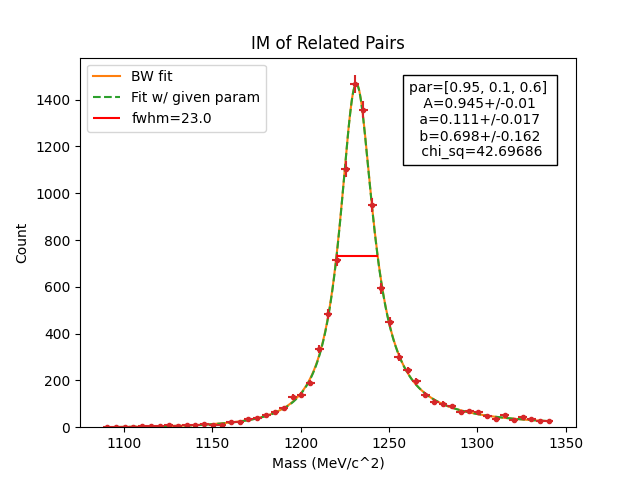 IM of Related Pairs
BW fit
Fit w/ given param
fwhm=23.0
par=[0.95, 0.1, 0.6]
A=0.945+/-0.01
a=0.111+/-0.017
b=0.698+/-0.162
chi_sq=42.69686
1400
1200
1000
800
600
400
200
0
Count
1100 1150 1200 1250 1300 1350
Mass (MeV/c^2)